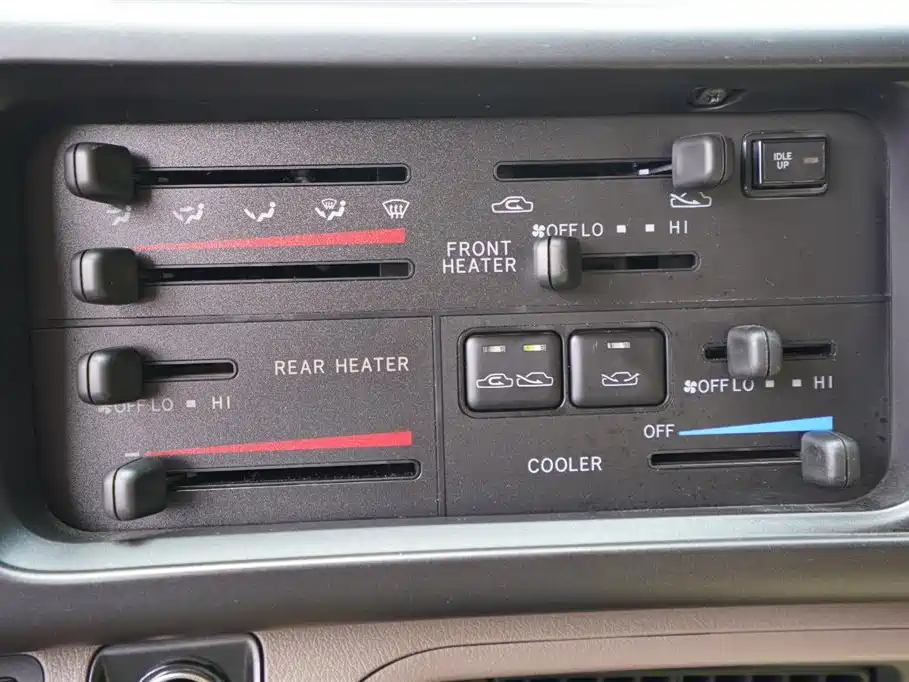 IDLE
UP
OFF LO HI
FRONT
HEATER
REAR HEATER
OFF LO HI
OFF LO HI
OFF
COOLER